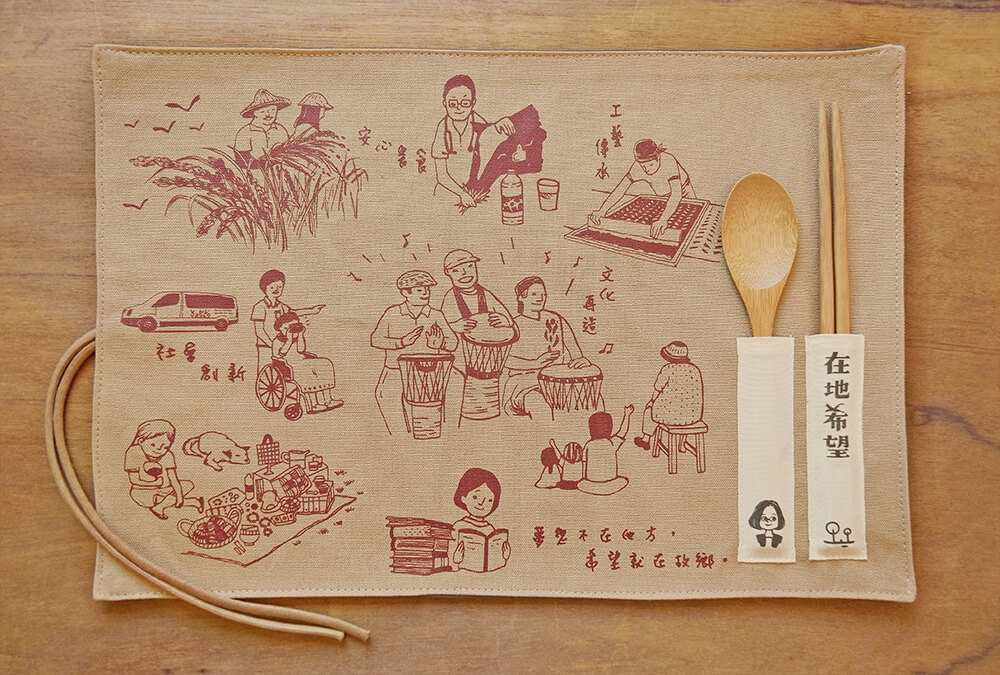 安心農食
工藝
傳承
文化
再造
社會
創新
在地希望
夢想不在他方，
希望就在故鄉。